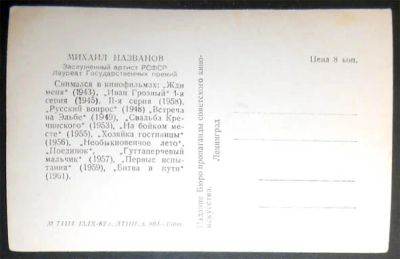 МИХАИЛ НАЗВАНОВ
Заслуженный артист РСФСР
Лауреат Государственных премий
Снимался в кинофильмах: „Жди
меня“ (1943), „Иван Грозный“ 1-я
серия (1945), II-я серия (1958),
„Русский вопрос“ (1948) „Встреча
на Эльбе“ (1949), „Свадьба Кре-
чинского“ (1953), „На бойком ме-
сте“ (1955), „Хозяйка гостиницы“
(1956), „Необыкновенное лето“,
„Поединок“, „Гуттаперчевый
мальчик“ (1957), „Первые испы-
тания“ (1959), „Битва в пути“
(1961).
Издание Бюро пропаганды советского кино-
искусства.
Ленинград
Цена 8 коп.